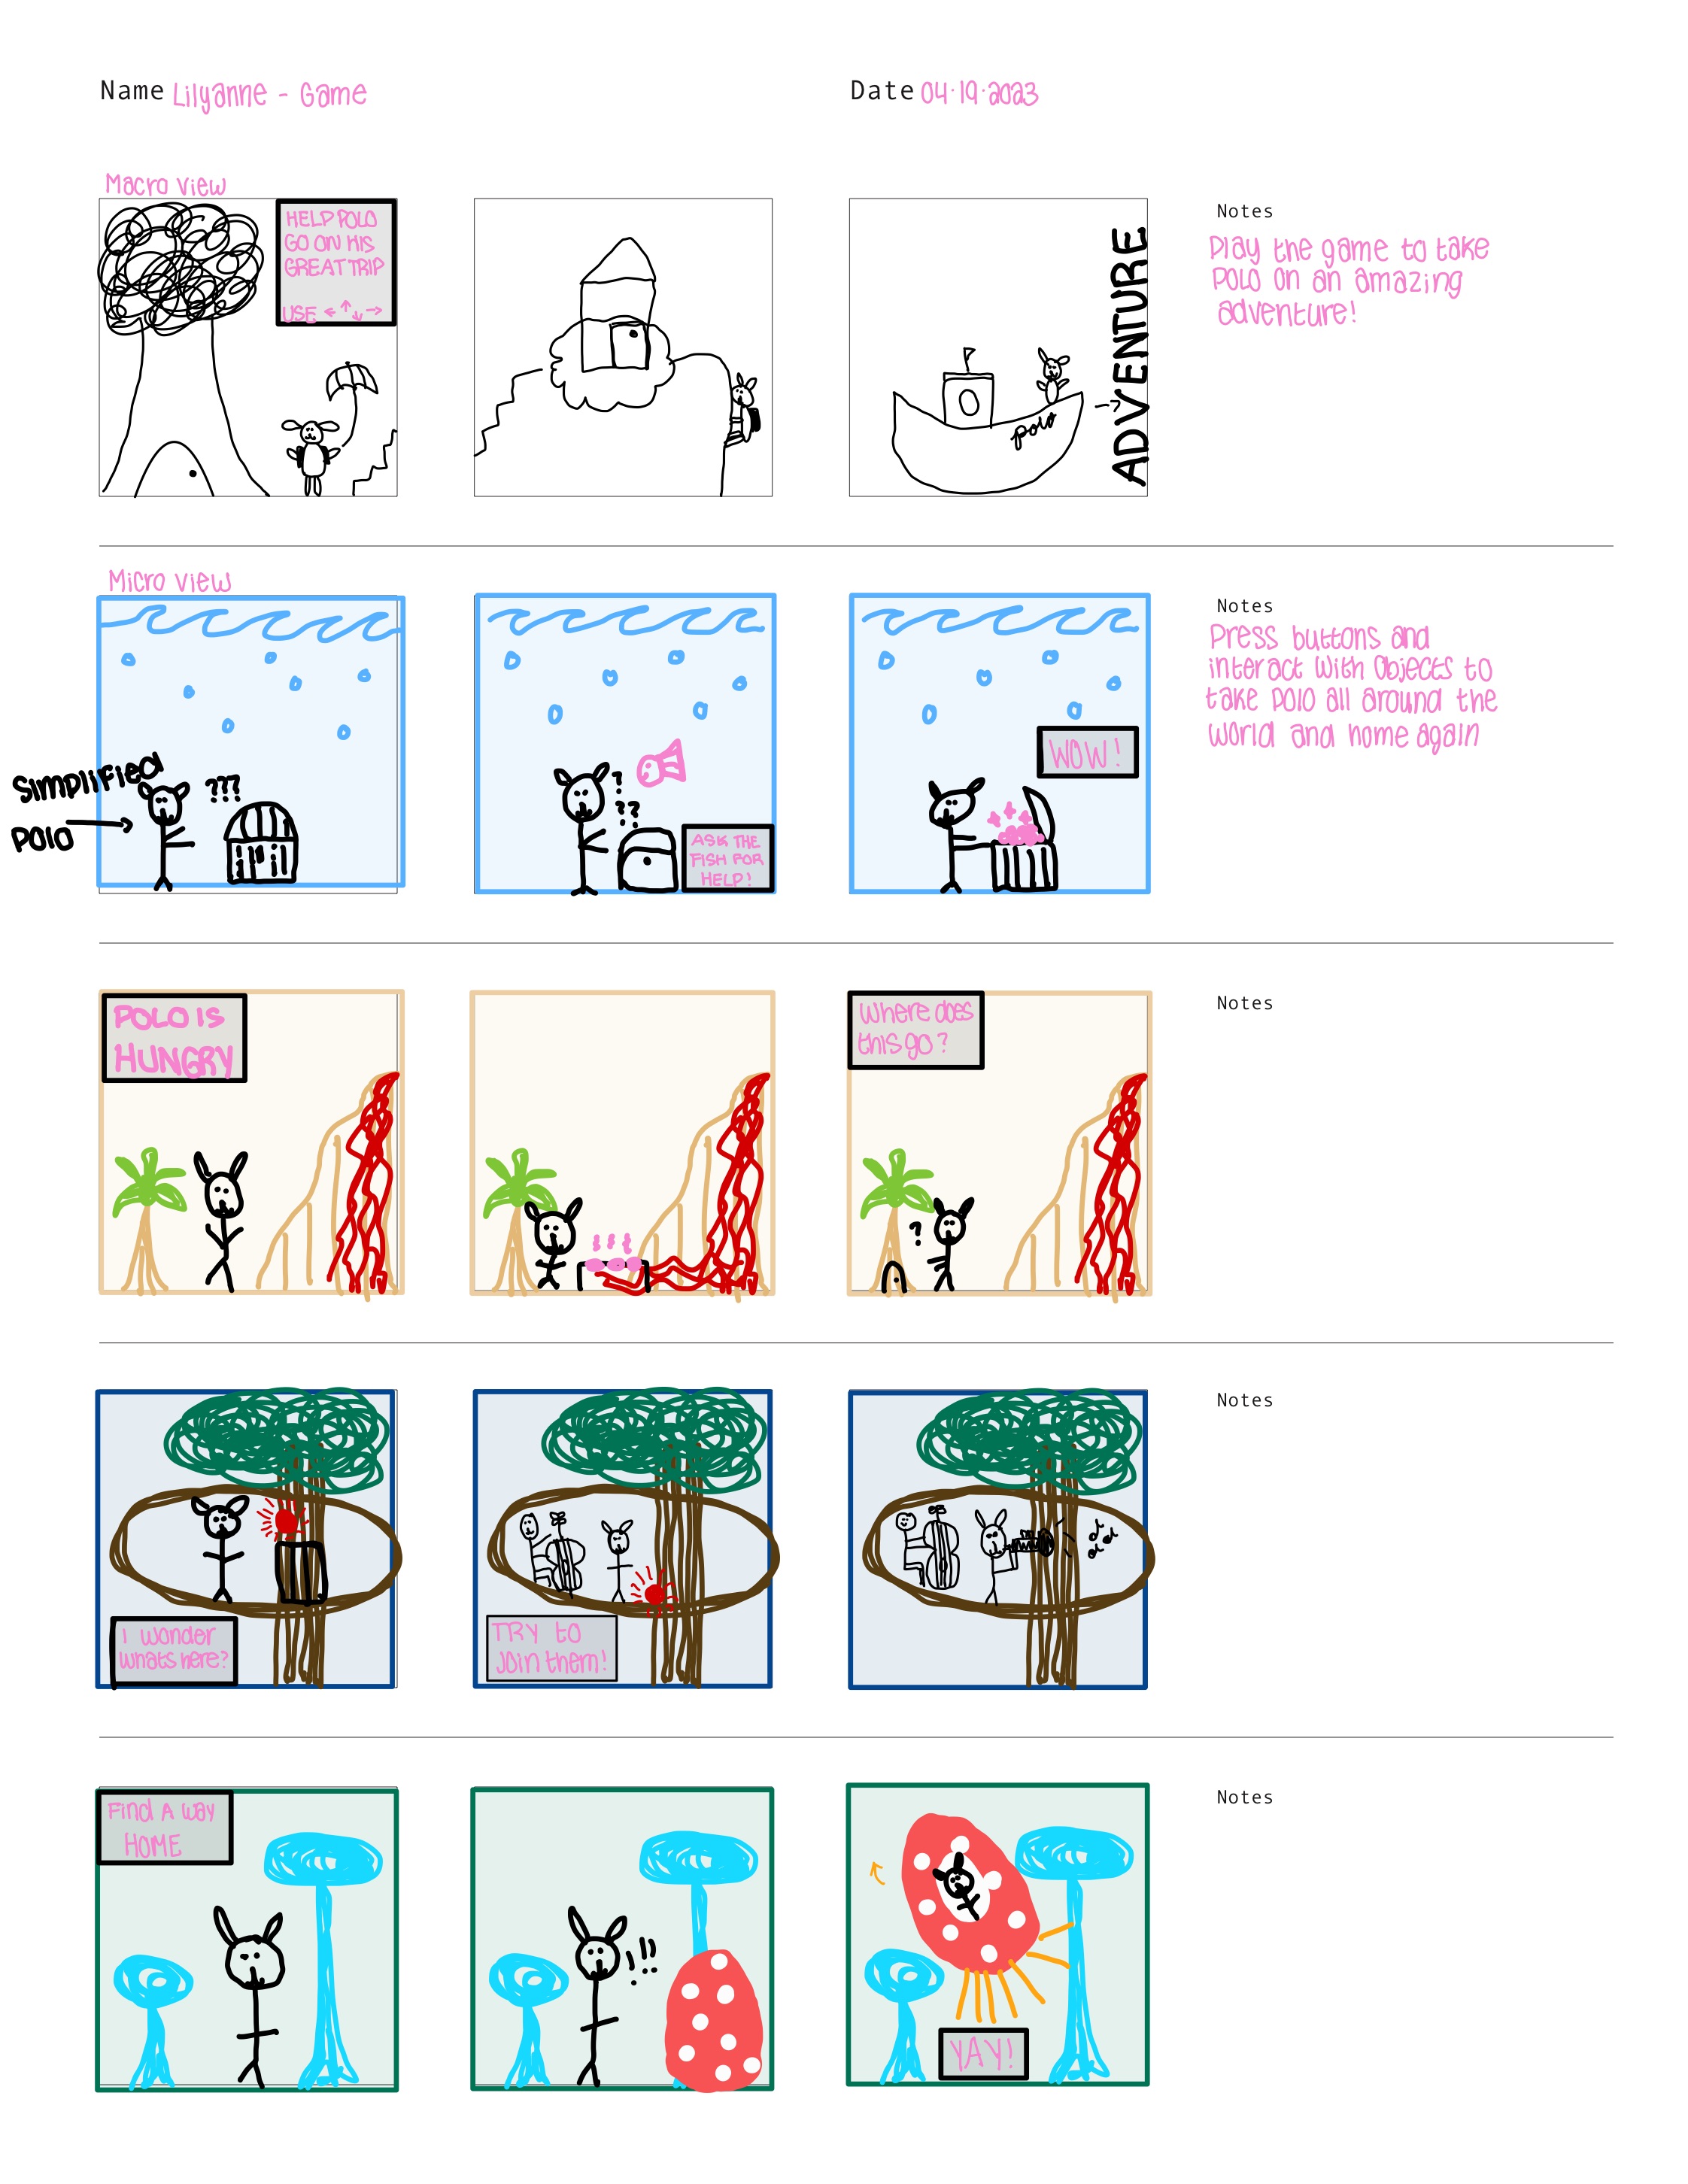 Name Lilyanne - Game
Date 04·19·2023
Macro view
HELP POLO
GO ON HIS
GREAT TRIP
USE ← ↑ ↓ →
polo
→ ADVENTURE
Notes
Play the game to take
POLO on an amazing
adventure!
Micro view
SIMPLIFIED
POLO →
???
?
??
ASK THE
FISH FOR
HELP!
WOW!
Notes
Press buttons and
interact with objects to
take POLO all around the
world and home again
POLO IS
HUNGRY
Where does
this go?
?
Notes
I wonder
whats here?
TRY to
Join them!
Notes
Find A way
HOME
!!!
YAY!
Notes